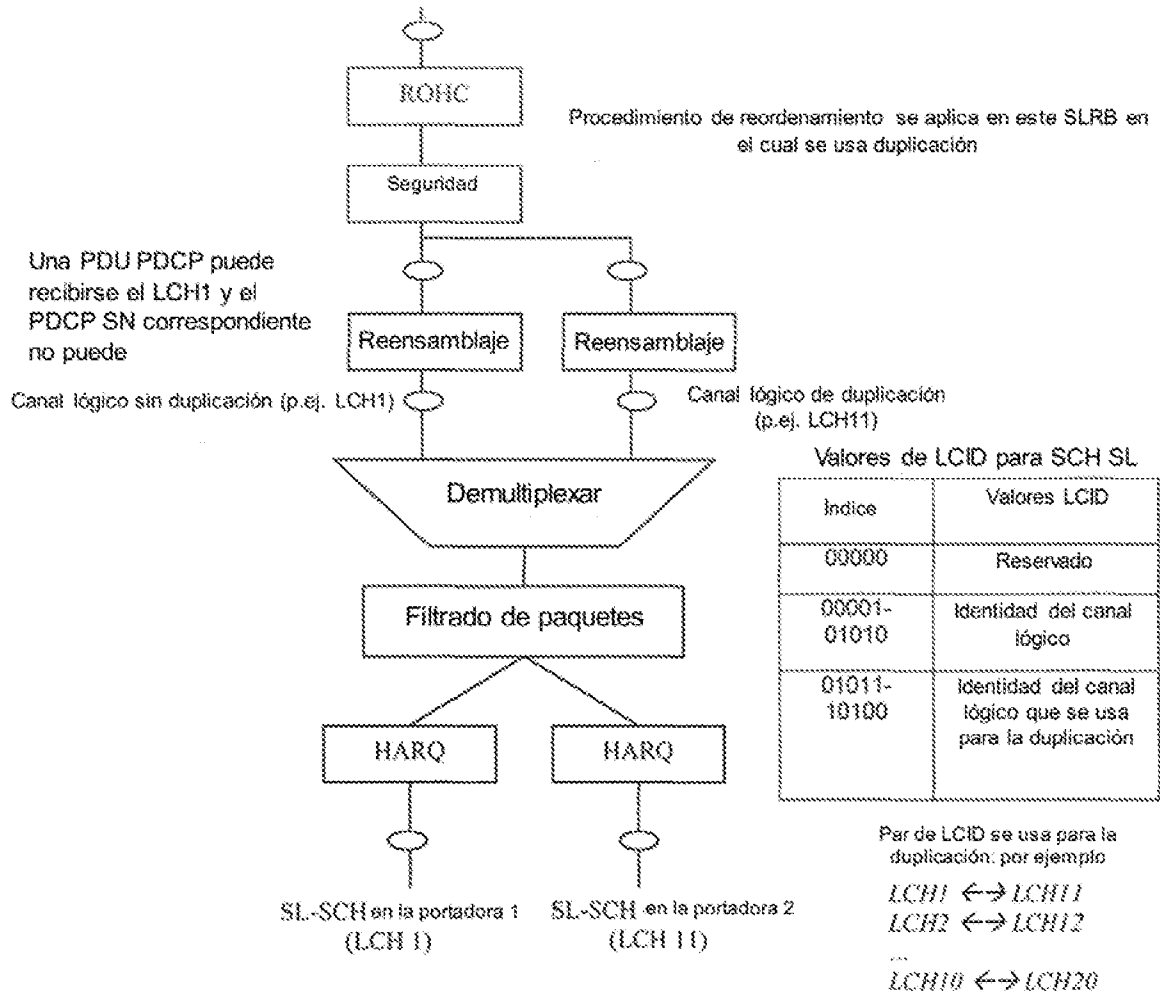 ROHC
Procedimiento de reordenamiento se aplica en este SLRB en
el cual se usa duplicación
Seguridad
Una PDU PDCP puede
recibirse el LCH1 y el
PDCP SN correspondiente
no puede
Reensamblaje
Reensamblaje
Canal lógico sin duplicación (p.ej. LCH1)
Canal lógico de duplicación
(p.ej. LCH11)
Demultiplexar
Valores de LCID para SCH SL
Índice
Valores LCID
00000
Reservado
00001-
01010
Identidad del canal
lógico
01011-
10100
Identidad del canal
lógico que se usa
para la duplicación
Filtrado de paquetes
HARQ
HARQ
SL-SCH en la portadora 1
(LCH 1)
SL-SCH en la portadora 2
(LCH 11)
Par de LCID se usa para la
duplicación: por ejemplo
LCH1 ←→ LCH11
LCH2 ←→ LCH12
...
LCH10 ←→ LCH20